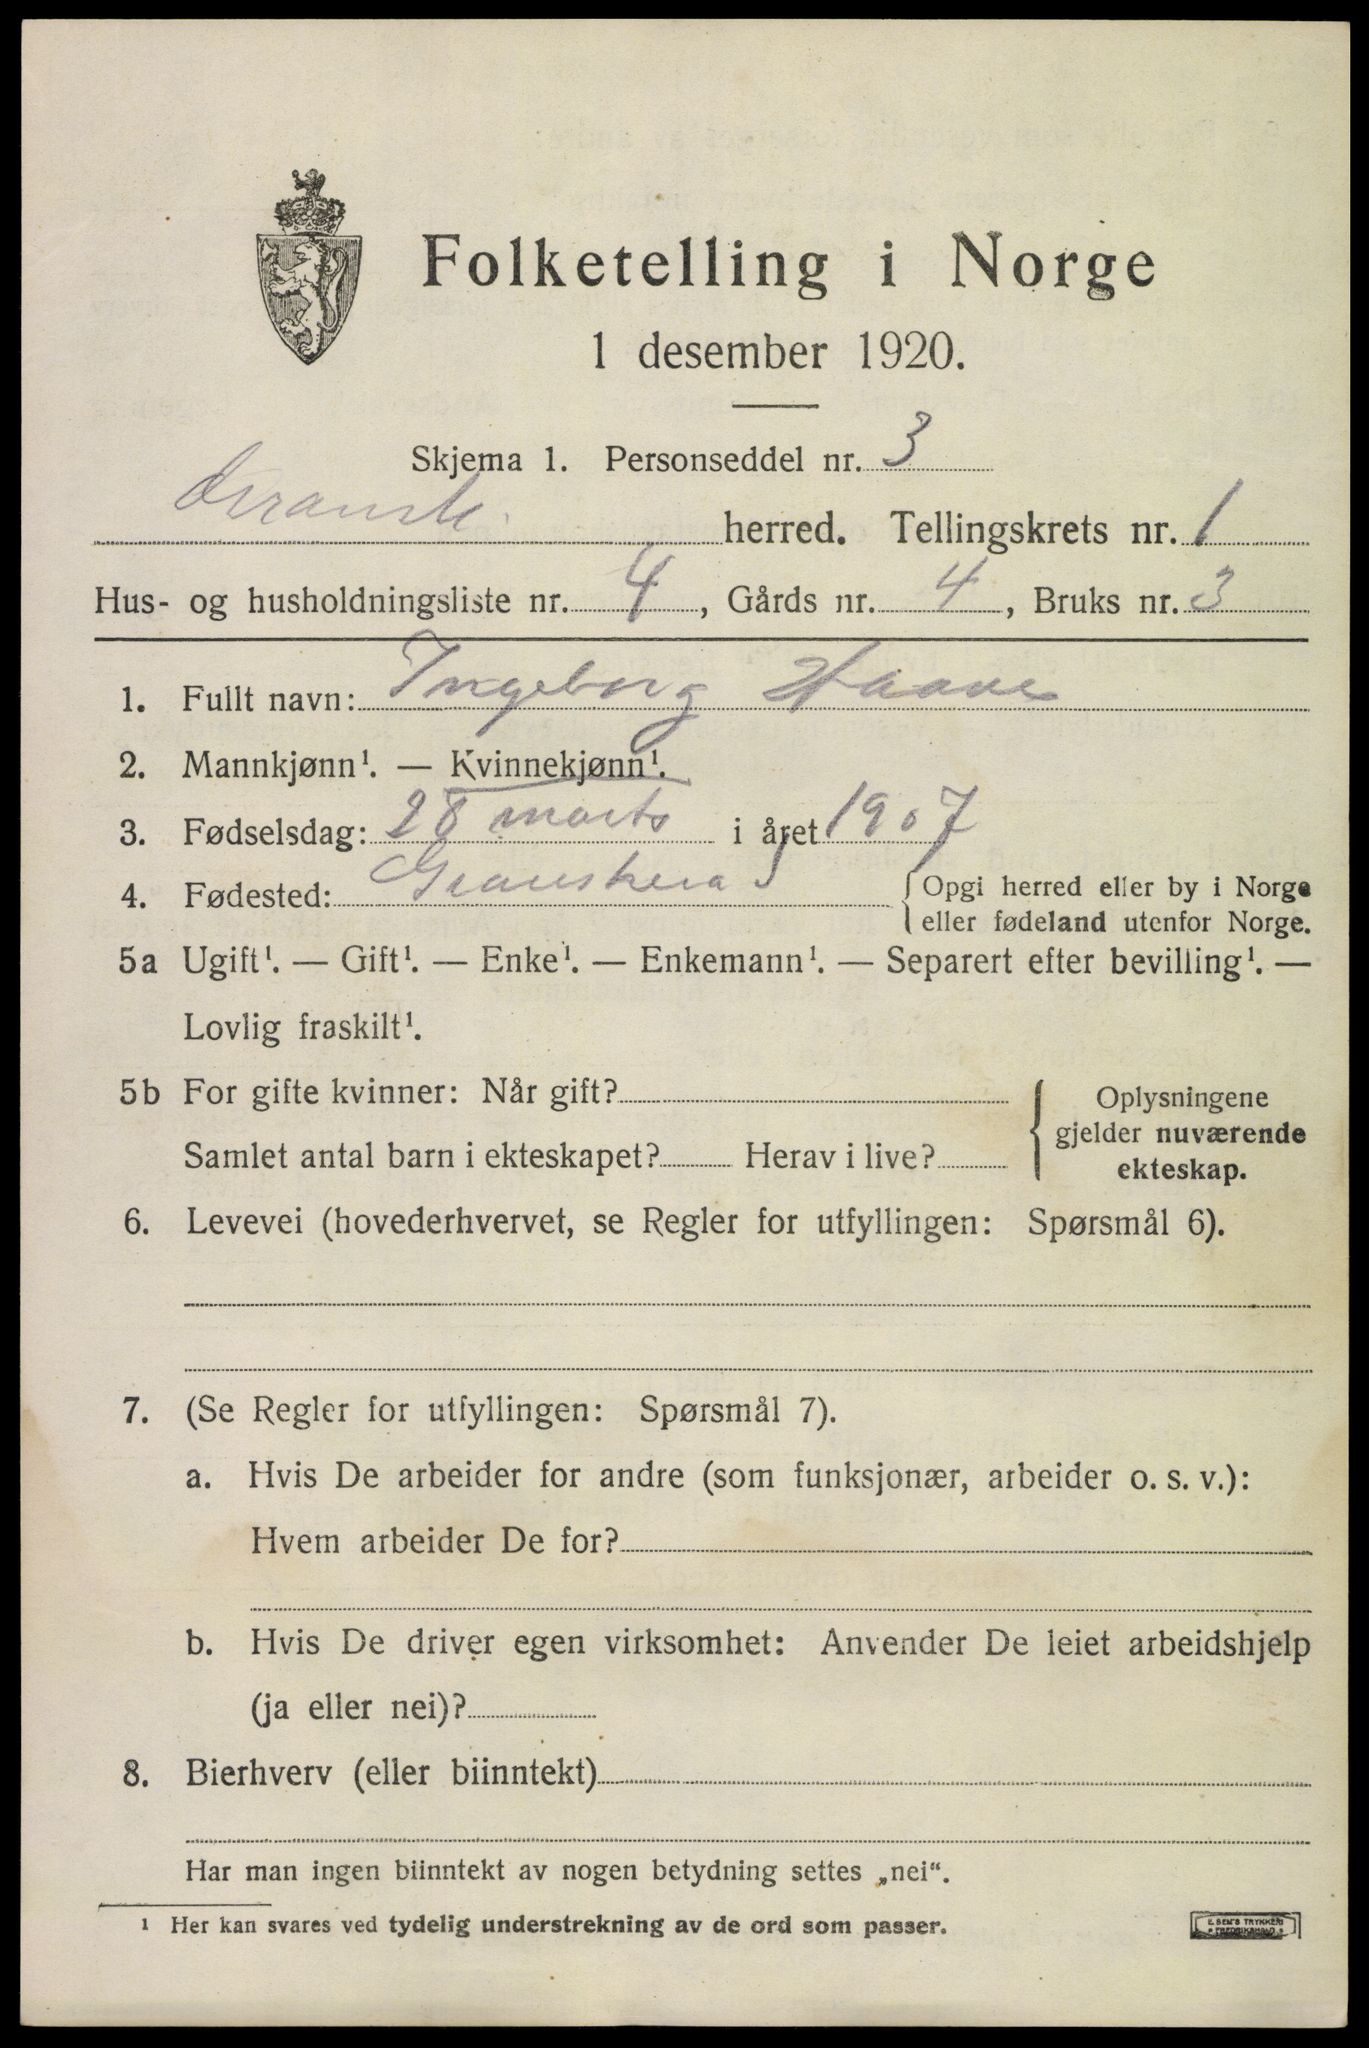 Folketelling i Norge
1 desember 1920.
Skjema 1. Personseddel nr. 3
herred. Tellingskrets nr. 1
Hus- og husholdningsliste nr. 4, Gårds nr. 4, Bruks nr. 3
1. Fullt navn: Ingeborg Haave
2. Mannkjønn¹. — Kvinnekjønn¹.
3. Fødselsdag: 28 marts i året 1907
4. Fødested: Gransherad { Opgi herred eller by i Norge
eller fødeland utenfor Norge.
5a Ugift¹. — Gift¹. — Enke¹. — Enkemann¹. — Separert efter bevilling¹. —
Lovlig fraskilt¹.
5b For gifte kvinner: Når gift?
Samlet antal barn i ekteskapet? Herav i live?
{ Oplysningene
gjelder nuværende
ekteskap.
6. Levevei (hovederhvervet, se Regler for utfyllingen: Spørsmål 6).
7. (Se Regler for utfyllingen: Spørsmål 7).
a. Hvis De arbeider for andre (som funksjonær, arbeider o. s. v.):
Hvem arbeider De for?
b. Hvis De driver egen virksomhet: Anvender De leiet arbeidshjelp
(ja eller nei)?
8. Bierhverv (eller biinntekt)
Har man ingen biinntekt av nogen betydning settes „nei".
¹ Her kan svares ved tydelig understrekning av de ord som passer.
E. SEM'S TRYKKERI
FREDRIKSHALD